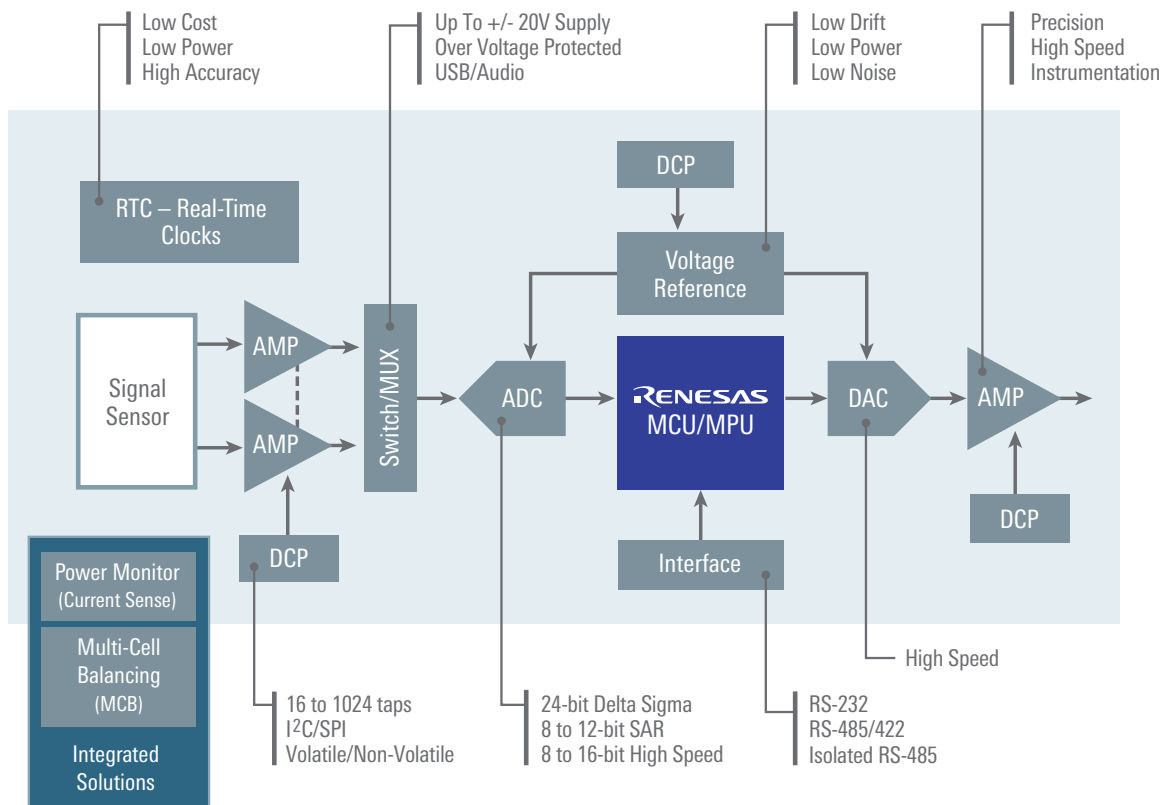 Low Cost
Low Power
High Accuracy
Up To +/- 20V Supply
Over Voltage Protected
USB/Audio
Low Drift
Low Power
Low Noise
Precision
High Speed
Instrumentation
RTC – Real-Time
Clocks
DCP
Voltage
Reference
Signal
Sensor
AMP
AMP
Switch/MUX
ADC
RENESAS
MCU/MPU
DAC
AMP
DCP
DCP
Interface
Power Monitor
(Current Sense)
Multi-Cell
Balancing
(MCB)
Integrated
Solutions
16 to 1024 taps
I²C/SPI
Volatile/Non-Volatile
24-bit Delta Sigma
8 to 12-bit SAR
8 to 16-bit High Speed
High Speed
RS-232
RS-485/422
Isolated RS-485